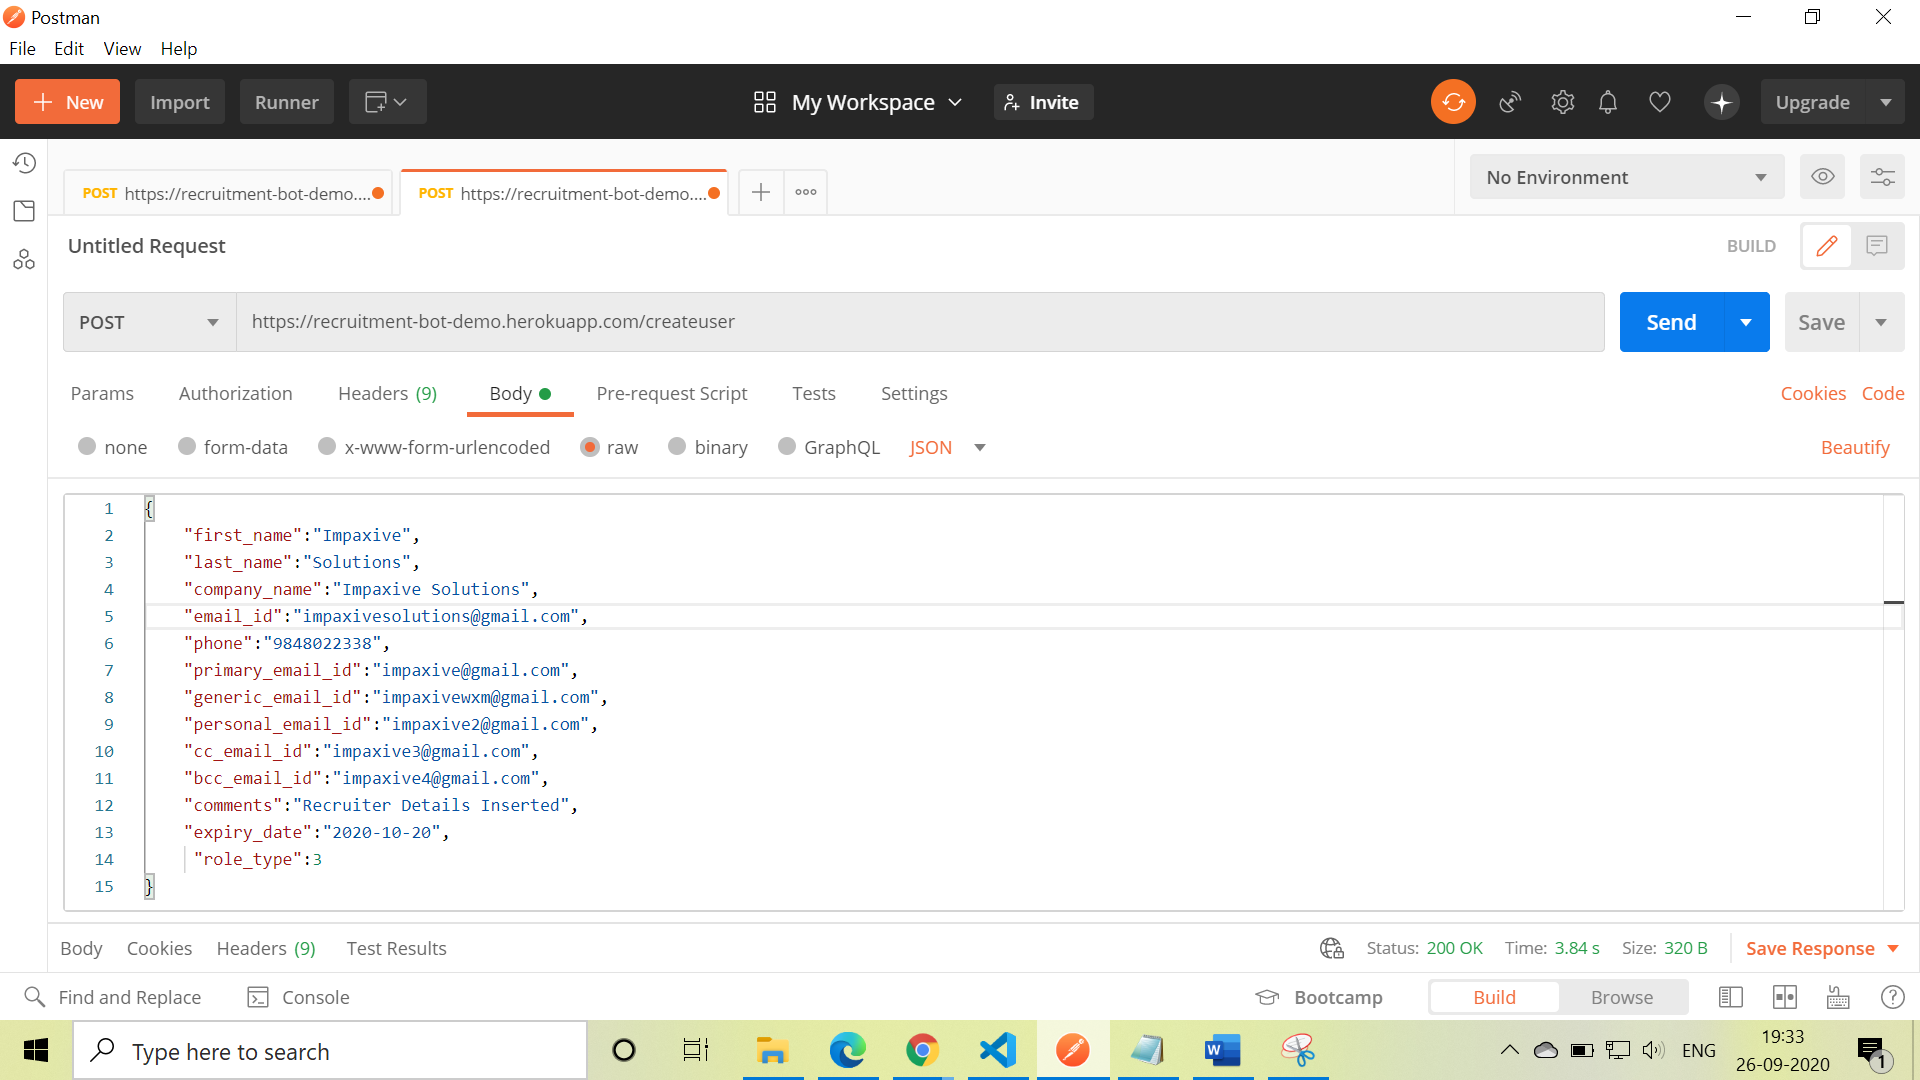 Postman
File Edit View Help
New Import Runner My Workspace Invite Upgrade
POST https://recruitment-bot-demo.... POST https://recruitment-bot-demo.... No Environment
Untitled Request BUILD
POST https://recruitment-bot-demo.herokuapp.com/createuser Send Save
Params Authorization Headers (9) Body Pre-request Script Tests Settings Cookies Code
none form-data x-www-form-urlencoded raw binary GraphQL JSON Beautify
1 {
2 "first_name":"Impaxive",
3 "last_name":"Solutions",
4 "company_name":"Impaxive Solutions",
5 "email_id":"impaxivesolutions@gmail.com",
6 "phone":"9848022338",
7 "primary_email_id":"impaxive@gmail.com",
8 "generic_email_id":"impaxivewxm@gmail.com",
9 "personal_email_id":"impaxive2@gmail.com",
10 "cc_email_id":"impaxive3@gmail.com",
11 "bcc_email_id":"impaxive4@gmail.com",
12 "comments":"Recruiter Details Inserted",
13 "expiry_date":"2020-10-20",
14 "role_type":3
15 }
Body Cookies Headers (9) Test Results Status: 200 OK Time: 3.84 s Size: 320 B Save Response
Find and Replace Console Bootcamp Build Browse
Type here to search ENG 19:33
26-09-2020 1